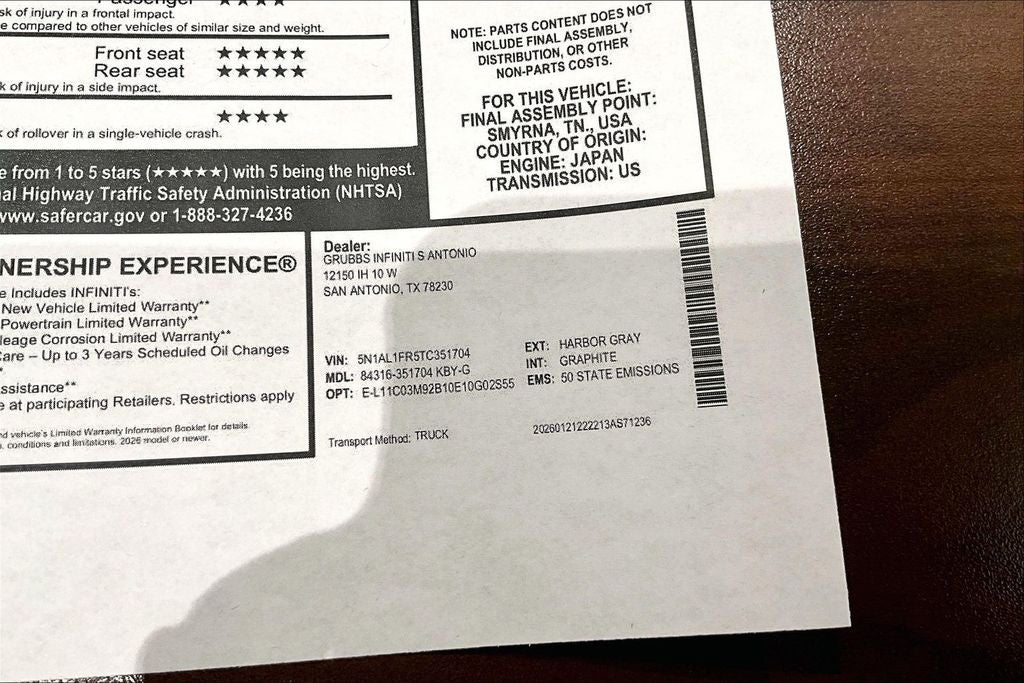 Passenger ★★★★
sk of injury in a frontal impact.
e compared to other vehicles of similar size and weight.
Front seat ★★★★★
Rear seat ★★★★★
k of injury in a side impact.
★★★★
k of rollover in a single-vehicle crash.
e from 1 to 5 stars (★★★★★) with 5 being the highest.
al Highway Traffic Safety Administration (NHTSA)
www.safercar.gov or 1-888-327-4236
NOTE: PARTS CONTENT DOES NOT
INCLUDE FINAL ASSEMBLY,
DISTRIBUTION, OR OTHER
NON-PARTS COSTS.
FOR THIS VEHICLE:
FINAL ASSEMBLY POINT:
SMYRNA, TN., USA
COUNTRY OF ORIGIN:
ENGINE: JAPAN
TRANSMISSION: US
NERSHIP EXPERIENCE®
e Includes INFINITI's:
New Vehicle Limited Warranty**
Powertrain Limited Warranty**
leage Corrosion Limited Warranty**
are – Up to 3 Years Scheduled Oil Changes
*
ssistance**
e at participating Retailers. Restrictions apply
nd vehicle's Limited Warranty Information Booklet for details.
s, conditions and limitations. 2026 model or newer.
Dealer:
GRUBBS INFINITI S ANTONIO
12150 IH 10 W
SAN ANTONIO, TX 78230
VIN: 5N1AL1FR5TC351704
MDL: 84316-351704 KBY-G
OPT: E-L11C03M92B10E10G02S55
EXT: HARBOR GRAY
INT: GRAPHITE
EMS: 50 STATE EMISSIONS
Transport Method: TRUCK
20260121222213AS71236